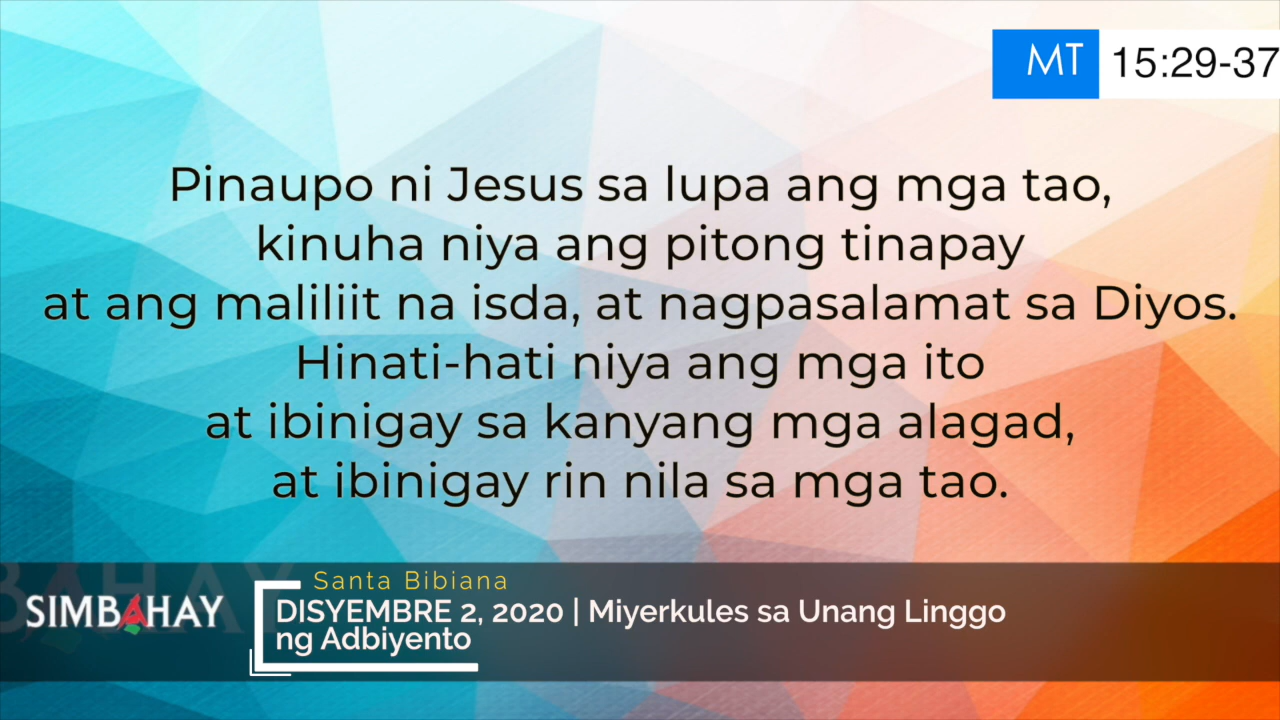 MT 15:29-37
Pinaupo ni Jesus sa lupa ang mga tao,
kinuha niya ang pitong tinapay
at ang maliliit na isda, at nagpasalamat sa Diyos.
Hinati-hati niya ang mga ito
at ibinigay sa kanyang mga alagad,
at ibinigay rin nila sa mga tao.
Santa Bibiana
SIMBAHAY
DISYEMBRE 2, 2020 | Miyerkules sa Unang Linggo
ng Adbiyento